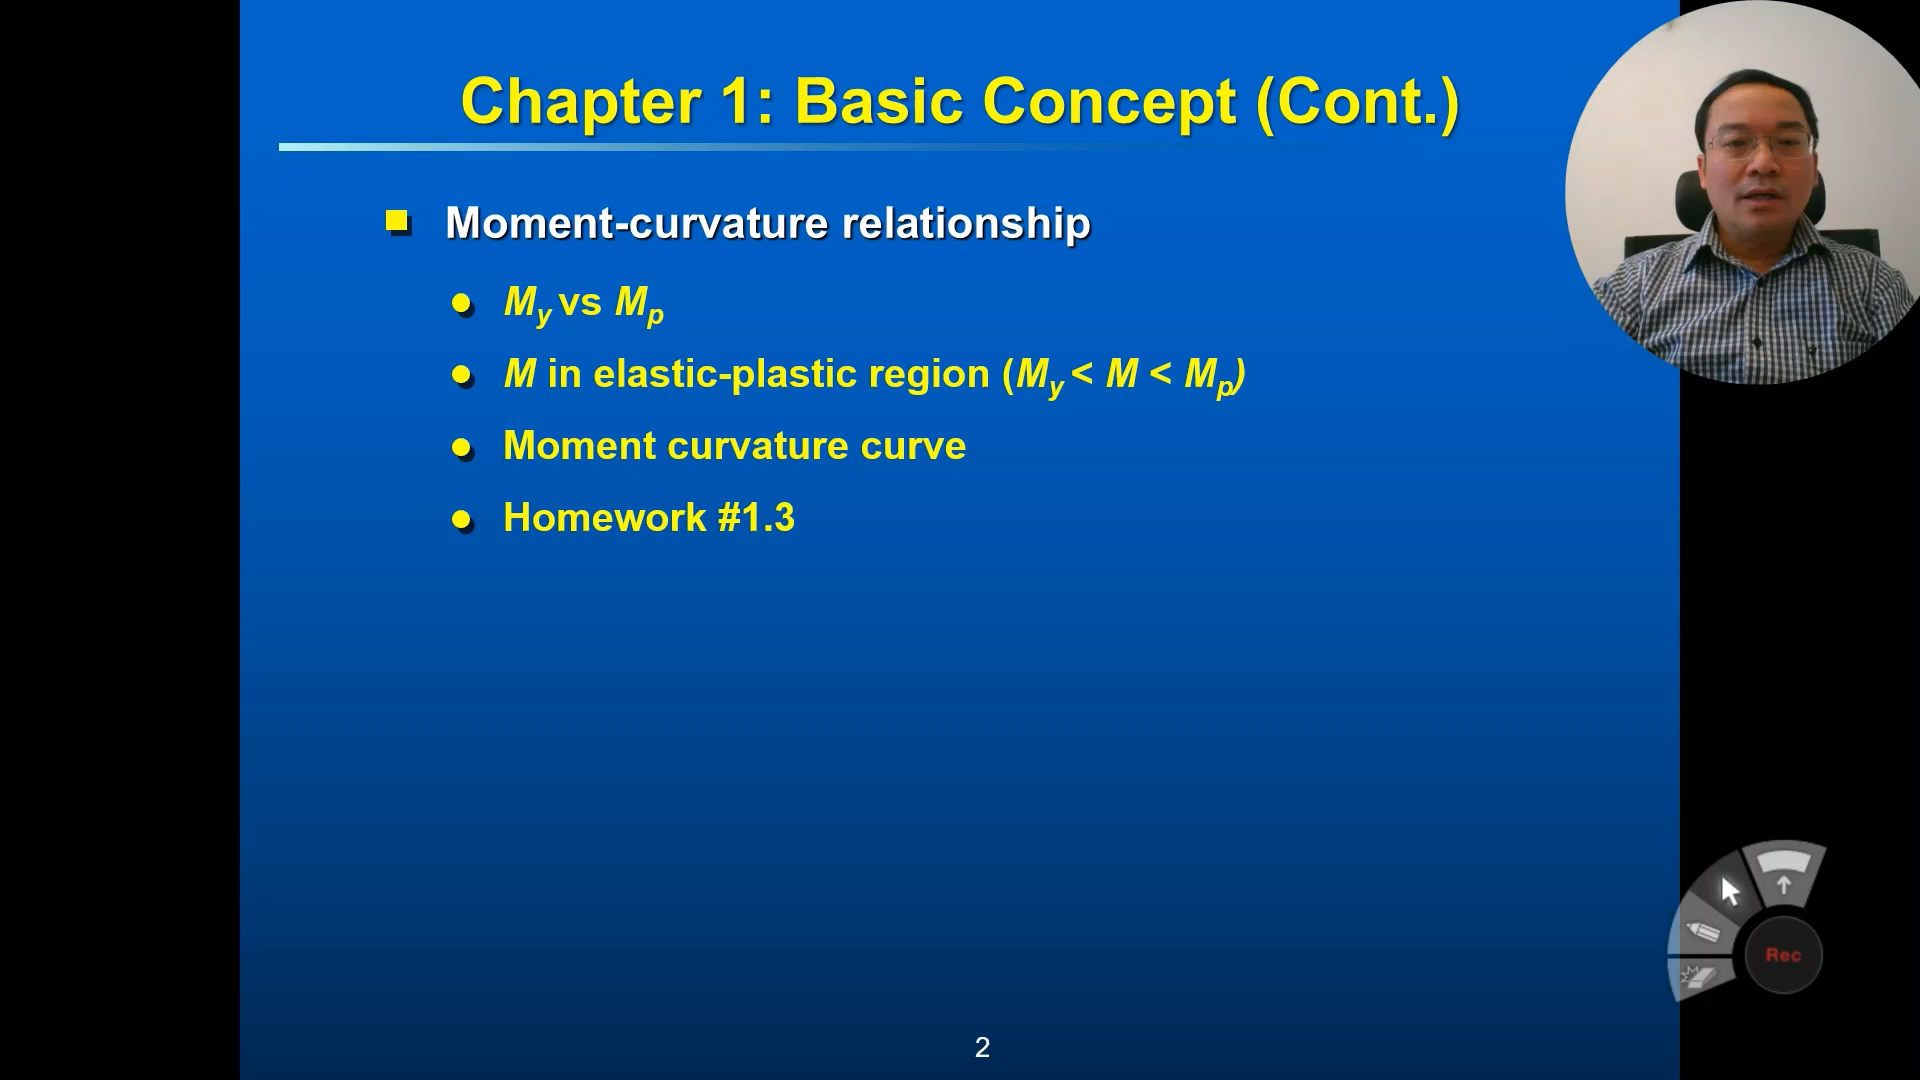 Chapter 1: Basic Concept (Cont.)
Moment-curvature relationship
My vs Mp
M in elastic-plastic region (My < M < Mp)
Moment curvature curve
Homework #1.3
Rec
2